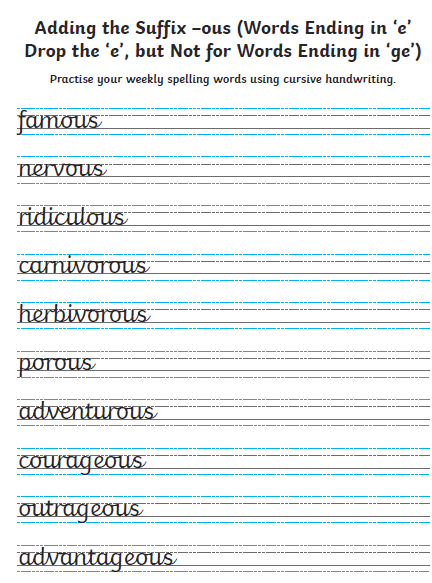 Adding the Suffix –ous (Words Ending in ‘e’
Drop the ‘e’, but Not for Words Ending in ‘ge’)
Practise your weekly spelling words using cursive handwriting.
famous
nervous
ridiculous
carnivorous
herbivorous
porous
adventurous
courageous
outrageous
advantageous